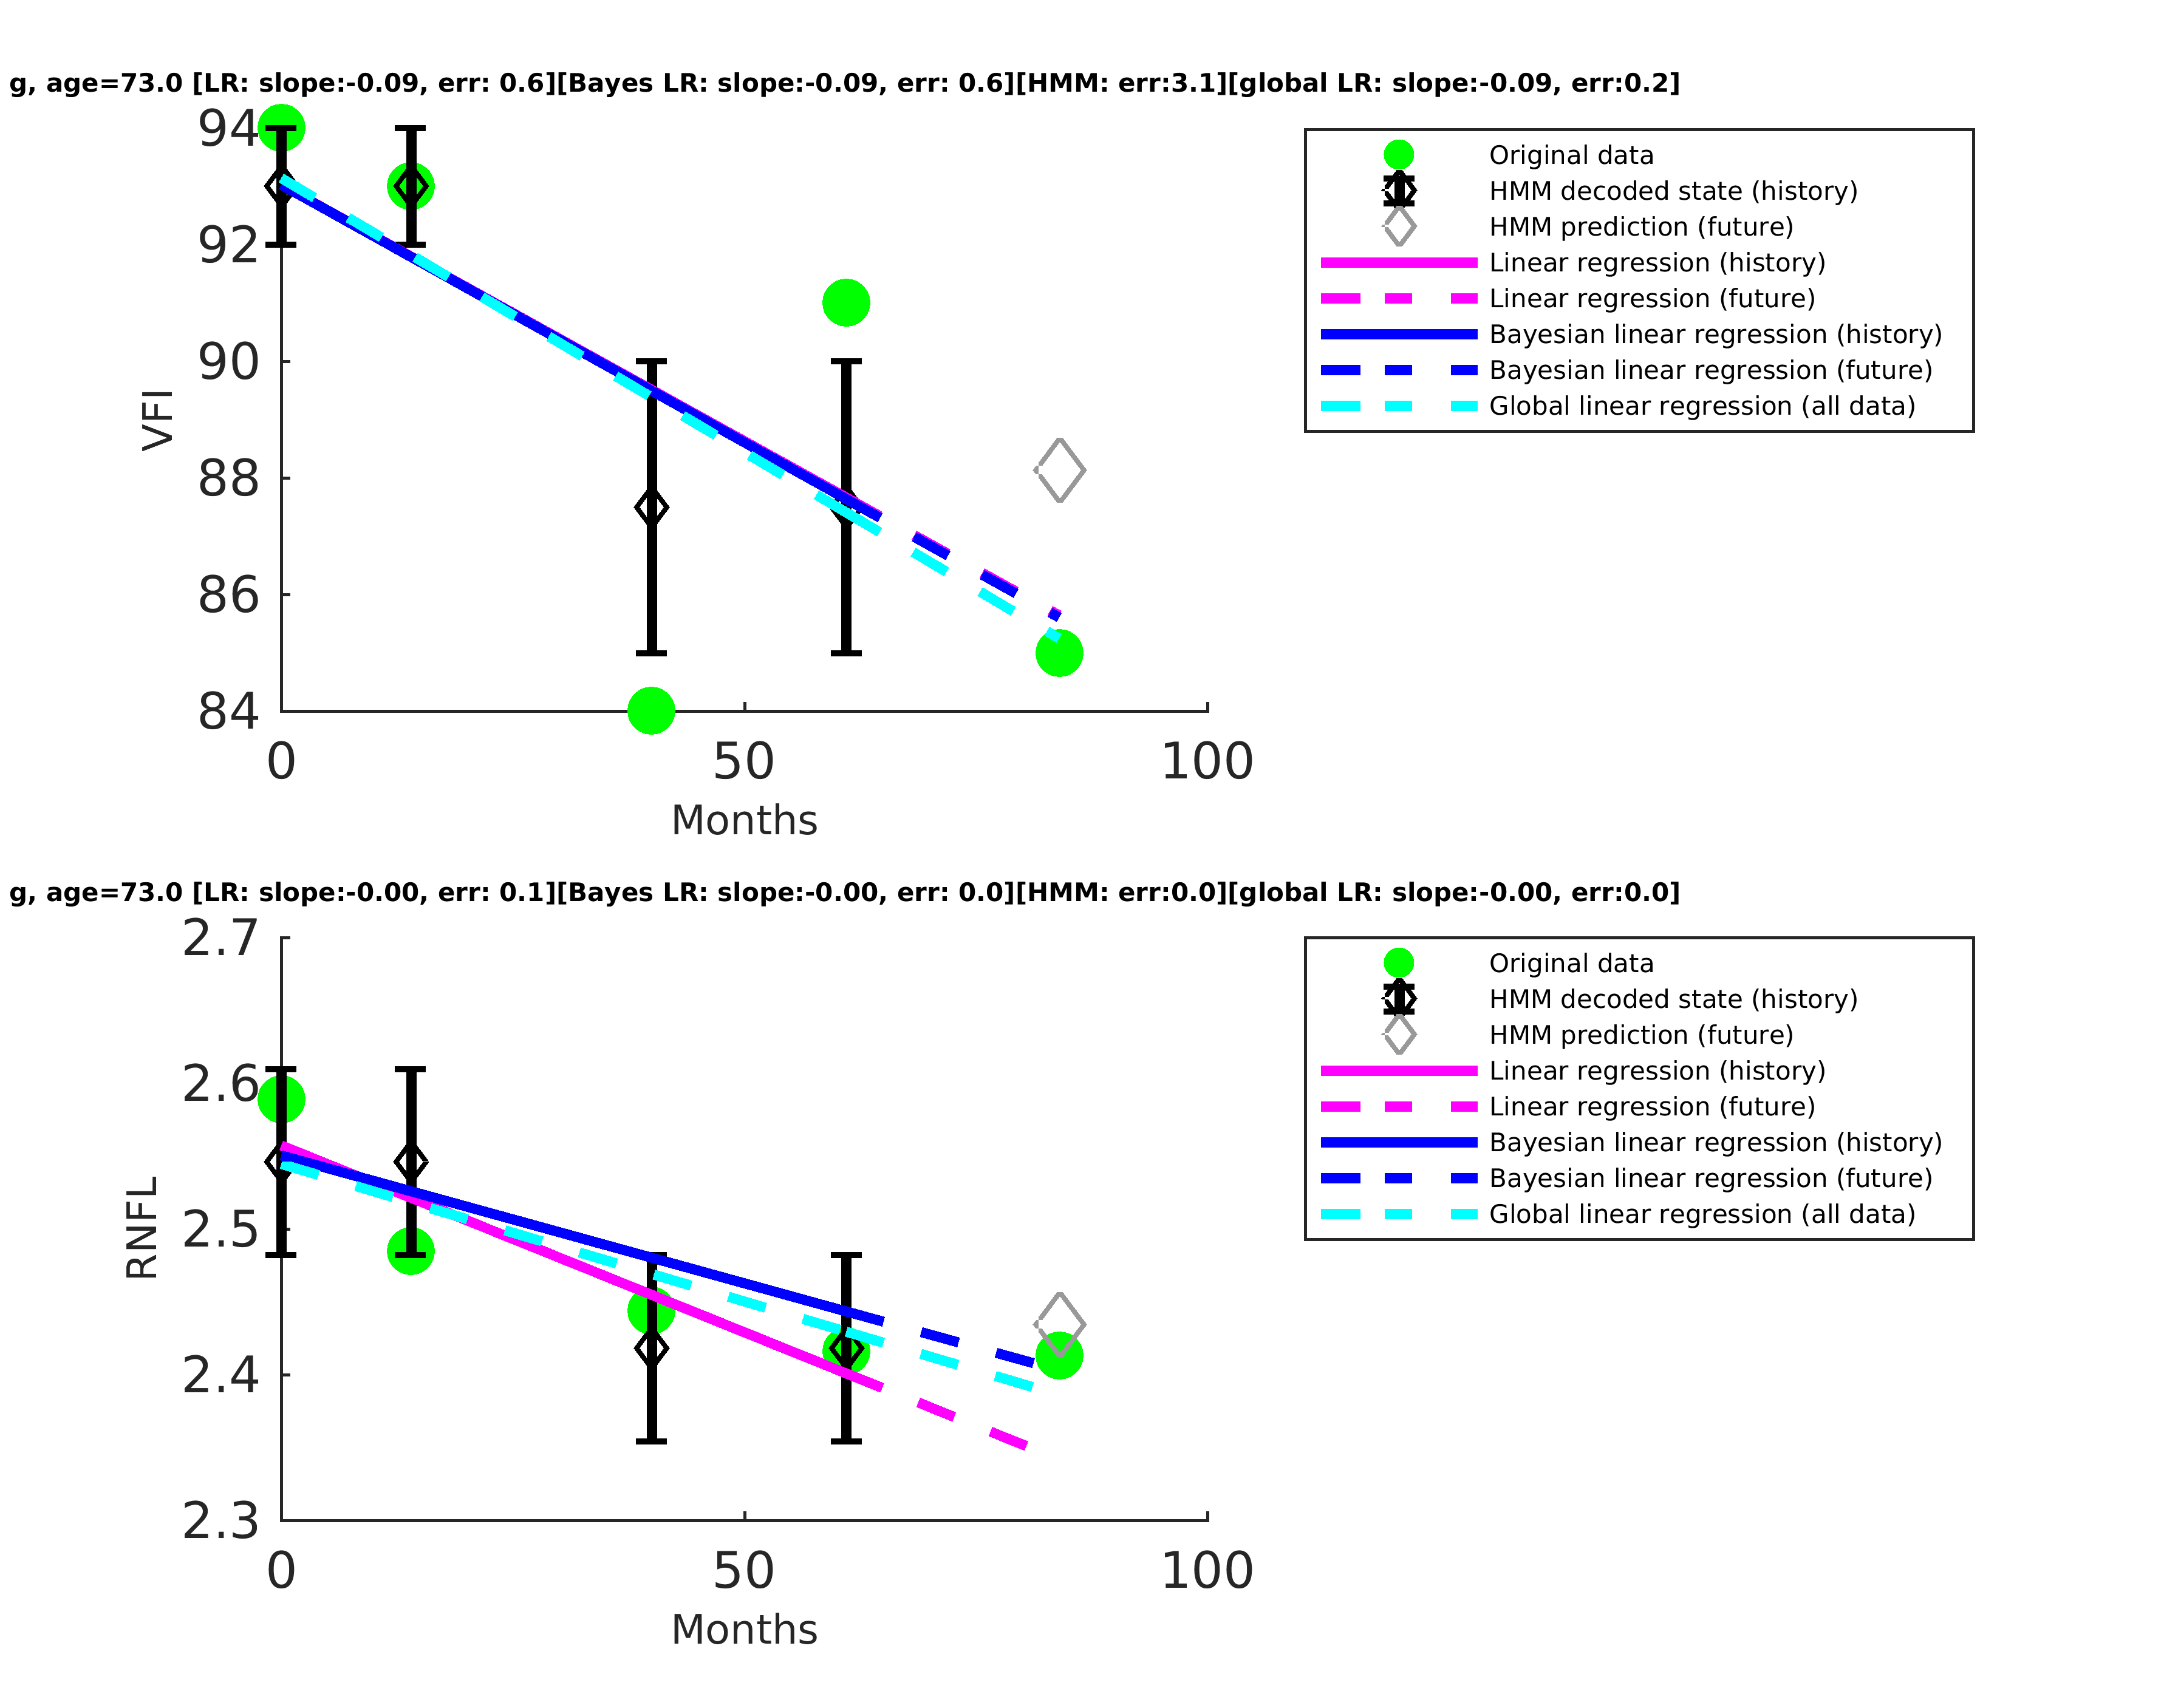 g, age=73.0 [LR: slope:-0.09, err: 0.6][Bayes LR: slope:-0.09, err: 0.6][HMM: err:3.1][global LR: slope:-0.09, err:0.2]
94
92
90
88
86
84
VFI
0 50 100
Months
Original data
HMM decoded state (history)
HMM prediction (future)
Linear regression (history)
Linear regression (future)
Bayesian linear regression (history)
Bayesian linear regression (future)
Global linear regression (all data)
g, age=73.0 [LR: slope:-0.00, err: 0.1][Bayes LR: slope:-0.00, err: 0.0][HMM: err:0.0][global LR: slope:-0.00, err:0.0]
2.7
2.6
2.5
2.4
2.3
RNFL
0 50 100
Months
Original data
HMM decoded state (history)
HMM prediction (future)
Linear regression (history)
Linear regression (future)
Bayesian linear regression (history)
Bayesian linear regression (future)
Global linear regression (all data)